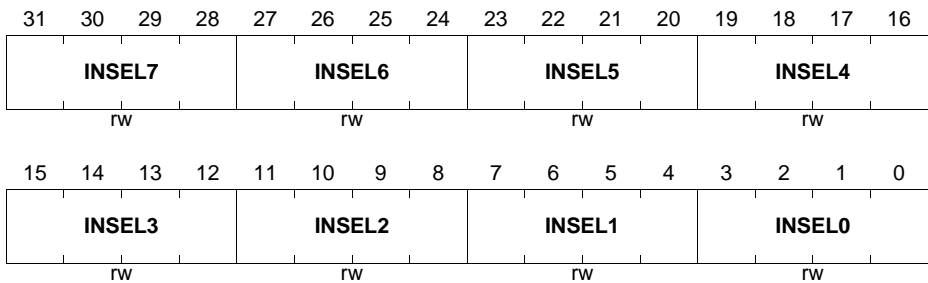 31 30 29 28 27 26 25 24 23 22 21 20 19 18 17 16
INSEL7 INSEL6 INSEL5 INSEL4
rw rw rw rw
15 14 13 12 11 10 9 8 7 6 5 4 3 2 1 0
INSEL3 INSEL2 INSEL1 INSEL0
rw rw rw rw